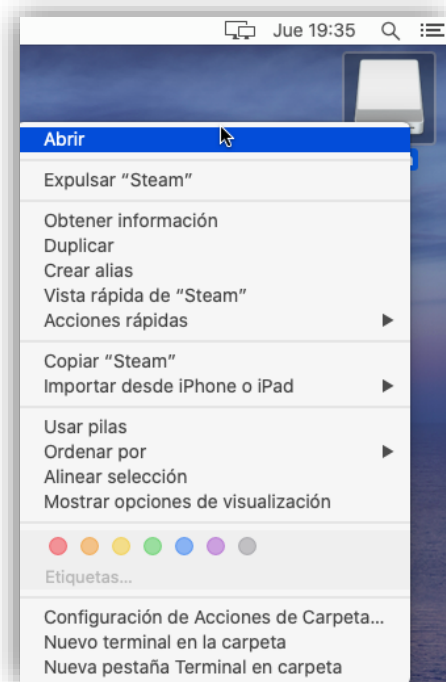 Jue 19:35
Abrir
Expulsar “Steam”
Obtener información
Duplicar
Crear alias
Vista rápida de “Steam”
Acciones rápidas
Copiar “Steam”
Importar desde iPhone o iPad
Usar pilas
Ordenar por
Alinear selección
Mostrar opciones de visualización
Etiquetas...
Configuración de Acciones de Carpeta...
Nuevo terminal en la carpeta
Nueva pestaña Terminal en carpeta